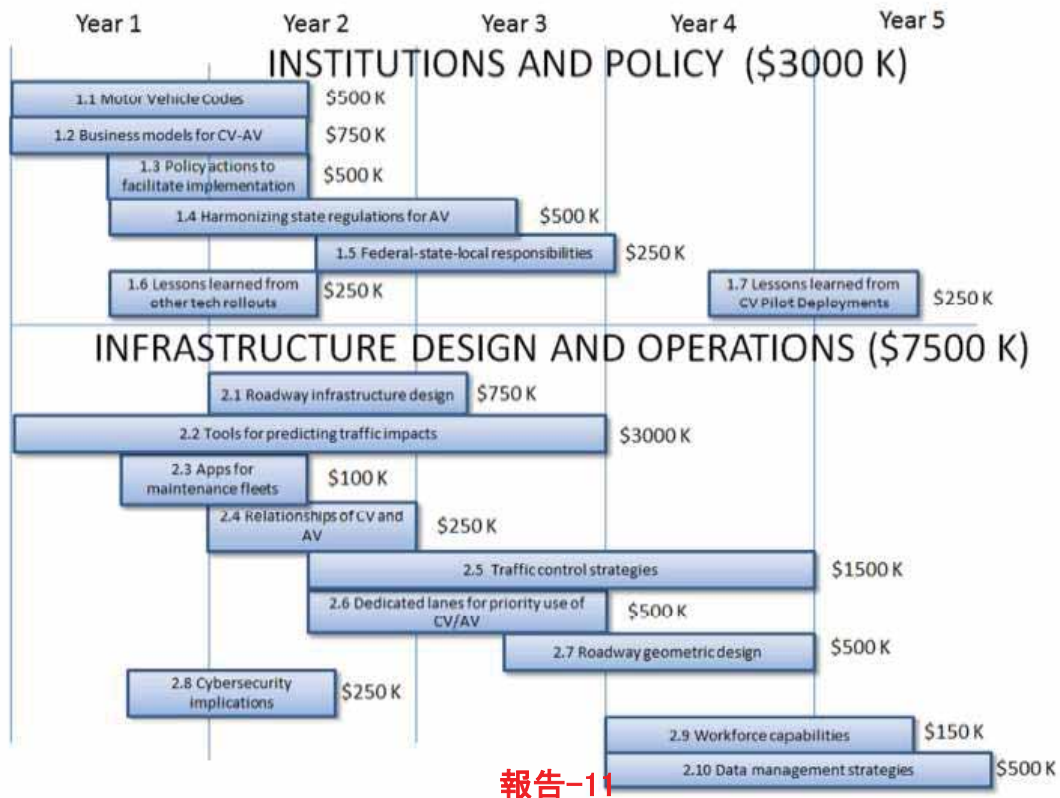 Year 1 Year 2 Year 3 Year 4 Year 5
INSTITUTIONS AND POLICY ($3000 K)
1.1 Motor Vehicle Codes $500 K
1.2 Business models for CV-AV $750 K
1.3 Policy actions to
facilitate implementation $500 K
1.4 Harmonizing state regulations for AV $500 K
1.5 Federal-state-local responsibilities $250 K
1.6 Lessons learned from
other tech rollouts $250 K
1.7 Lessons learned from
CV Pilot Deployments $250 K
INFRASTRUCTURE DESIGN AND OPERATIONS ($7500 K)
2.1 Roadway infrastructure design $750 K
2.2 Tools for predicting traffic impacts $3000 K
2.3 Apps for
maintenance fleets $100 K
2.4 Relationships of CV and
AV $250 K
2.5 Traffic control strategies $1500 K
2.6 Dedicated lanes for priority use of
CV/AV $500 K
2.7 Roadway geometric design $500 K
2.8 Cybersecurity
implications $250 K
2.9 Workforce capabilities $150 K
2.10 Data management strategies $500 K
報告-11